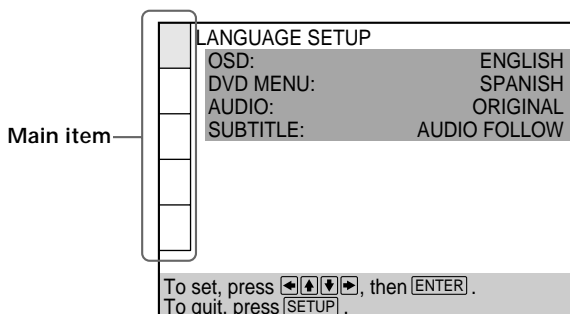 LANGUAGE SETUP
OSD: ENGLISH
DVD MENU: SPANISH
AUDIO: ORIGINAL
SUBTITLE: AUDIO FOLLOW
Main item
To set, press ←↑↓→, then ENTER .
To quit, press SETUP .